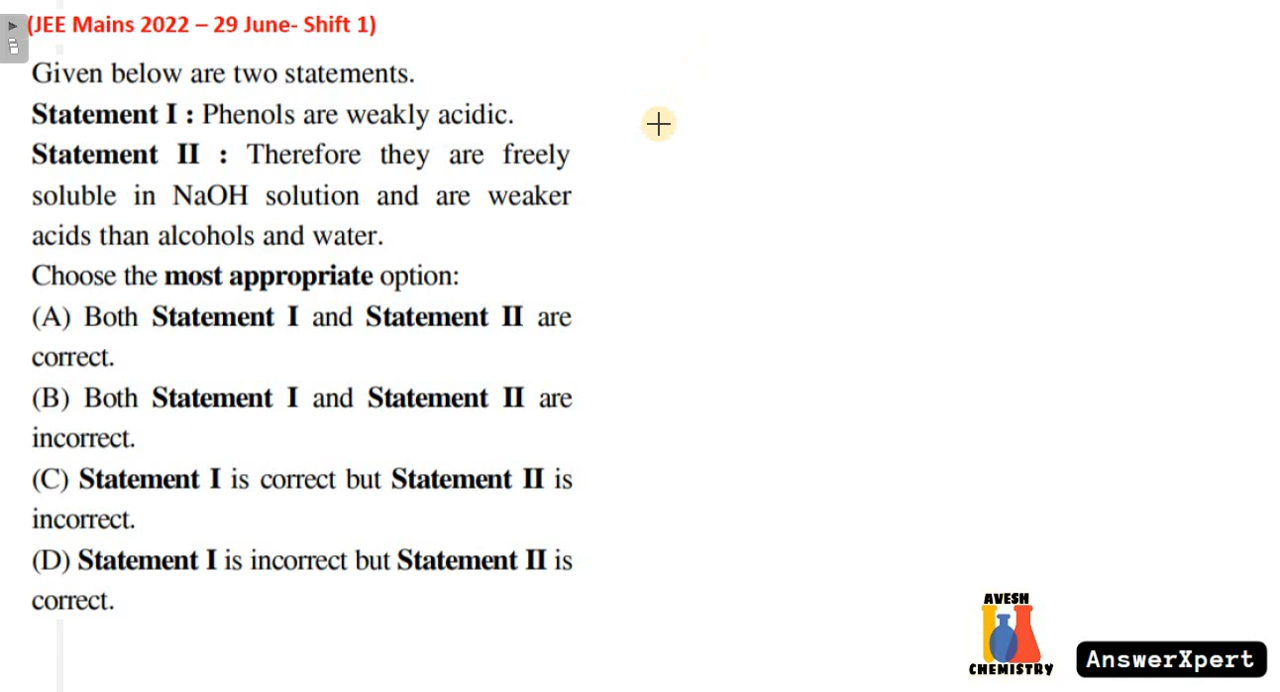 (JEE Mains 2022 – 29 June- Shift 1)
Given below are two statements.
Statement I : Phenols are weakly acidic.
Statement II : Therefore they are freely
soluble in NaOH solution and are weaker
acids than alcohols and water.
Choose the most appropriate option:
(A) Both Statement I and Statement II are
correct.
(B) Both Statement I and Statement II are
incorrect.
(C) Statement I is correct but Statement II is
incorrect.
(D) Statement I is incorrect but Statement II is
correct.
AVESH
CHEMISTRY
AnswerXpert